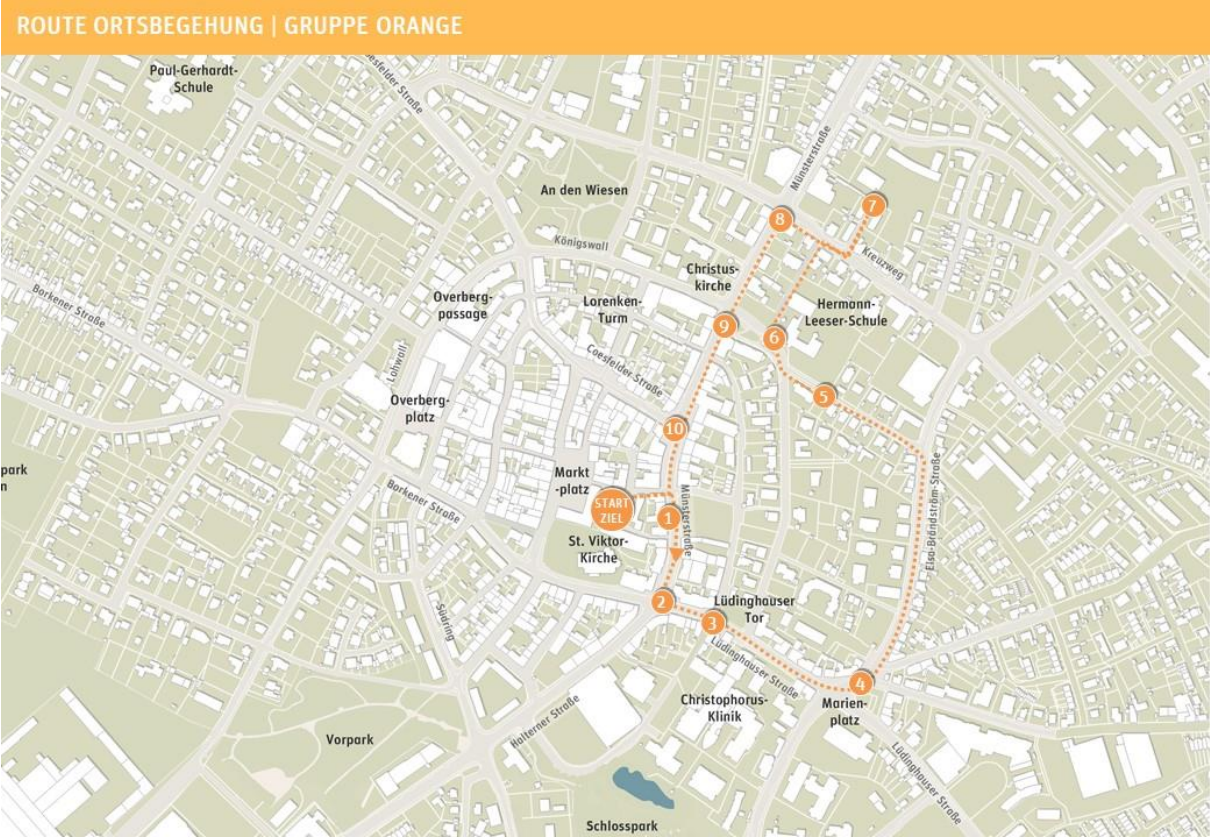 ROUTE ORTSBEGEHUNG | GRUPPE ORANGE
Paul-Gerhardt-
Schule
Coesfelder Straße
Münsterstraße
An den Wiesen
7
8
Königswall
Kreuzweg
Christus-
kirche
Borkener Straße
Overberg-
passage
Lorenken-
Turm
Hermann-
Leeser-Schule
9
6
Lohwall
Coesfelder Straße
5
Overberg-
platz
10
park
n
Markt
-platz
Borkener Straße
START
ZIEL
1
Münsterstraße
Elsa-Brändström-Straße
St. Viktor-
Kirche
2
Lüdinghauser
Tor
3
Südring
Lüdinghauser Straße
4
Christophorus-
Klinik
Marien-
platz
Halterner Straße
Vorpark
Lüdinghauser Straße
Schlosspark